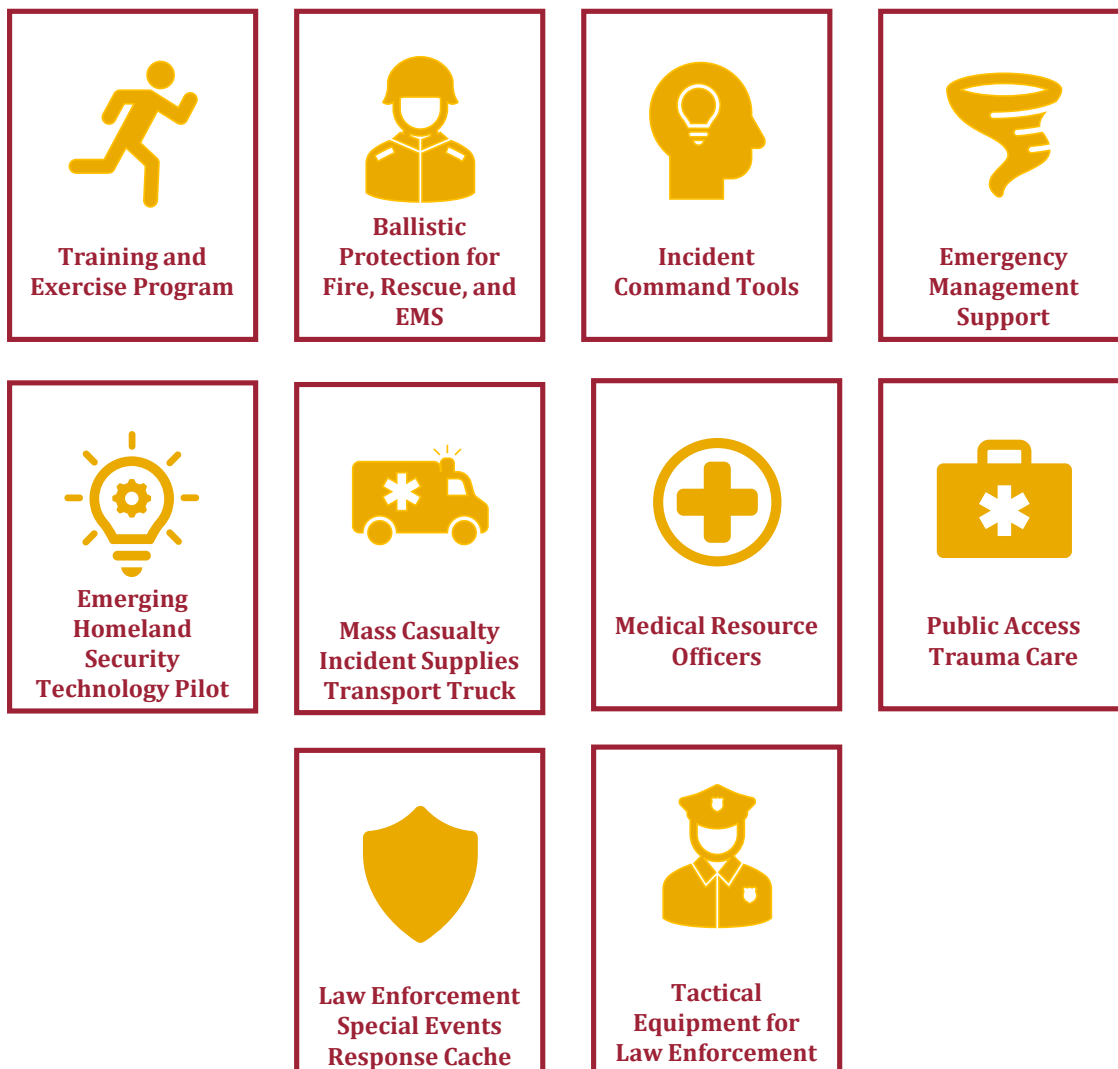 Training and
Exercise Program
Ballistic
Protection for
Fire, Rescue, and
EMS
Incident
Command Tools
Emergency
Management
Support
Emerging
Homeland
Security
Technology Pilot
Mass Casualty
Incident Supplies
Transport Truck
Medical Resource
Officers
Public Access
Trauma Care
Law Enforcement
Special Events
Response Cache
Tactical
Equipment for
Law Enforcement